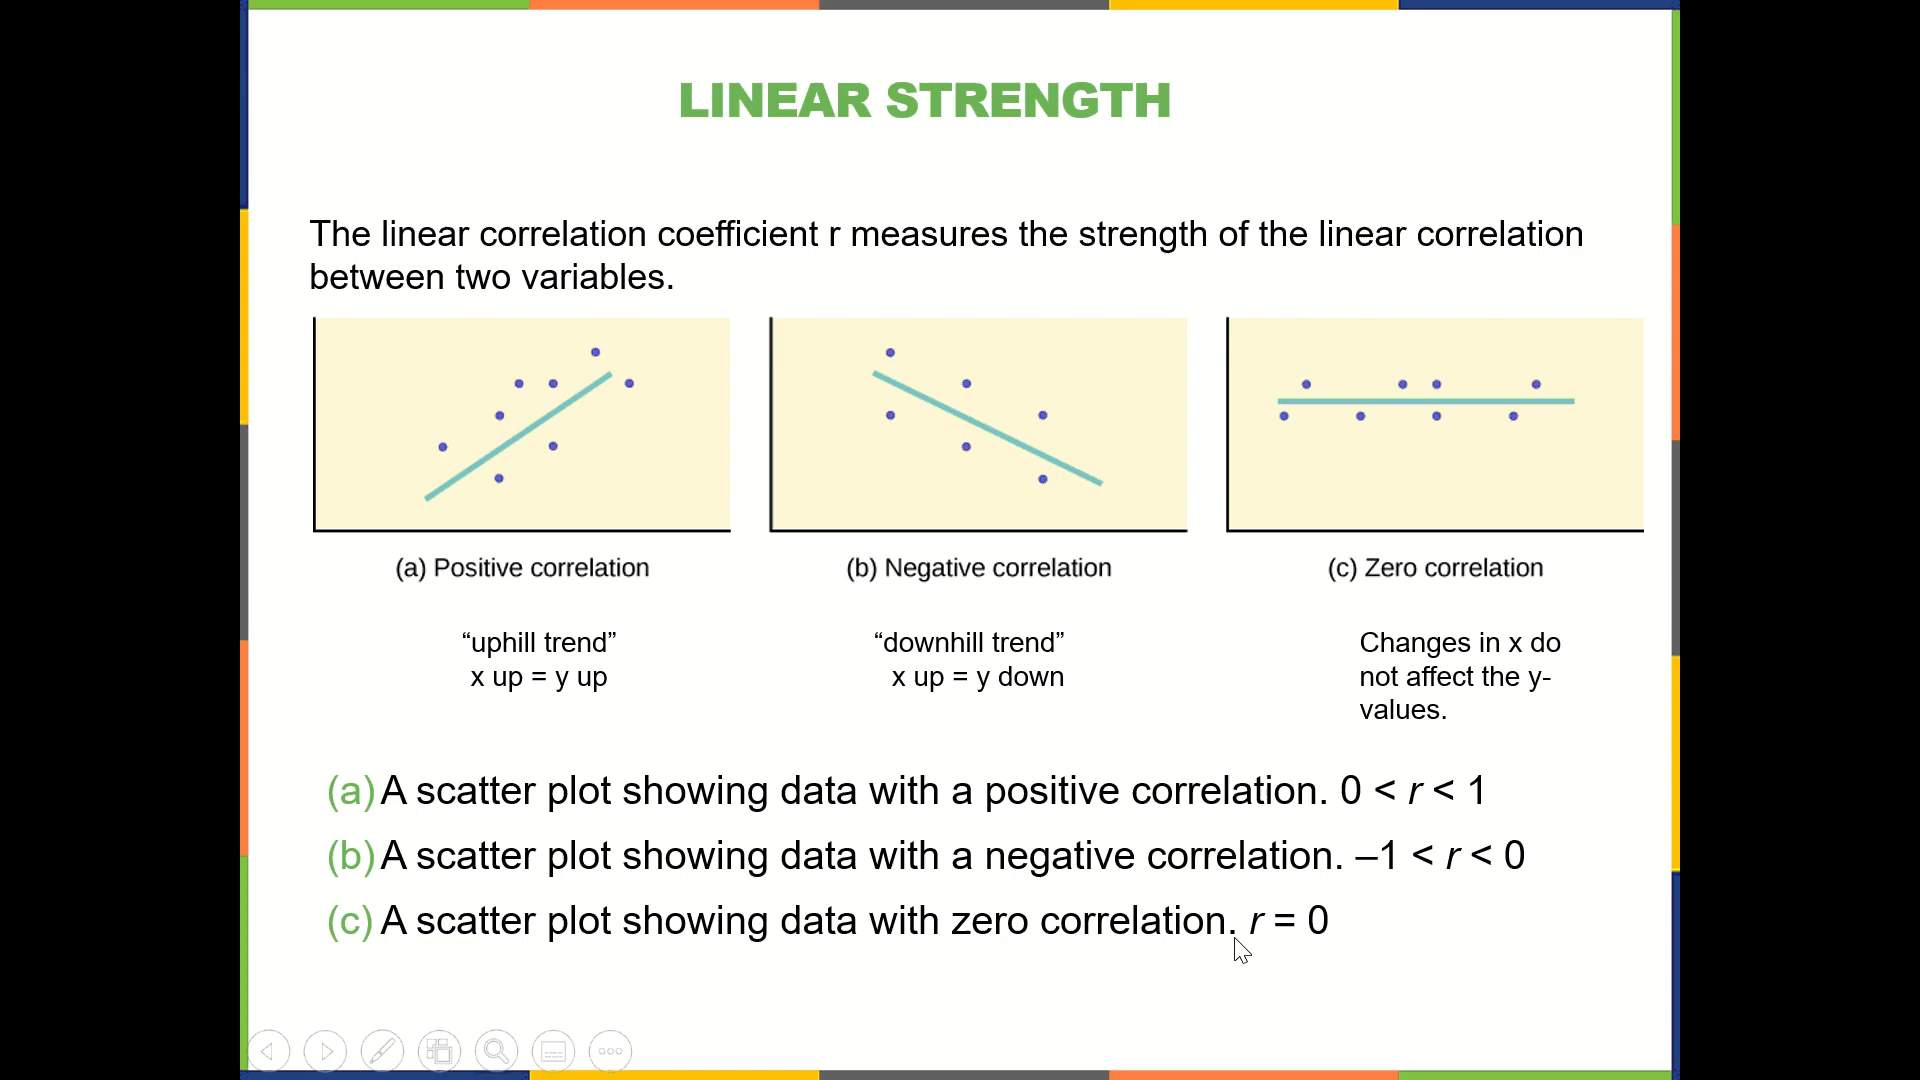 LINEAR STRENGTH
The linear correlation coefficient r measures the strength of the linear correlation
between two variables.
(a) Positive correlation
(b) Negative correlation
(c) Zero correlation
“uphill trend”
x up = y up
“downhill trend”
x up = y down
Changes in x do
not affect the y-
values.
(a) A scatter plot showing data with a positive correlation. 0 < r < 1
(b) A scatter plot showing data with a negative correlation. –1 < r < 0
(c) A scatter plot showing data with zero correlation. r = 0